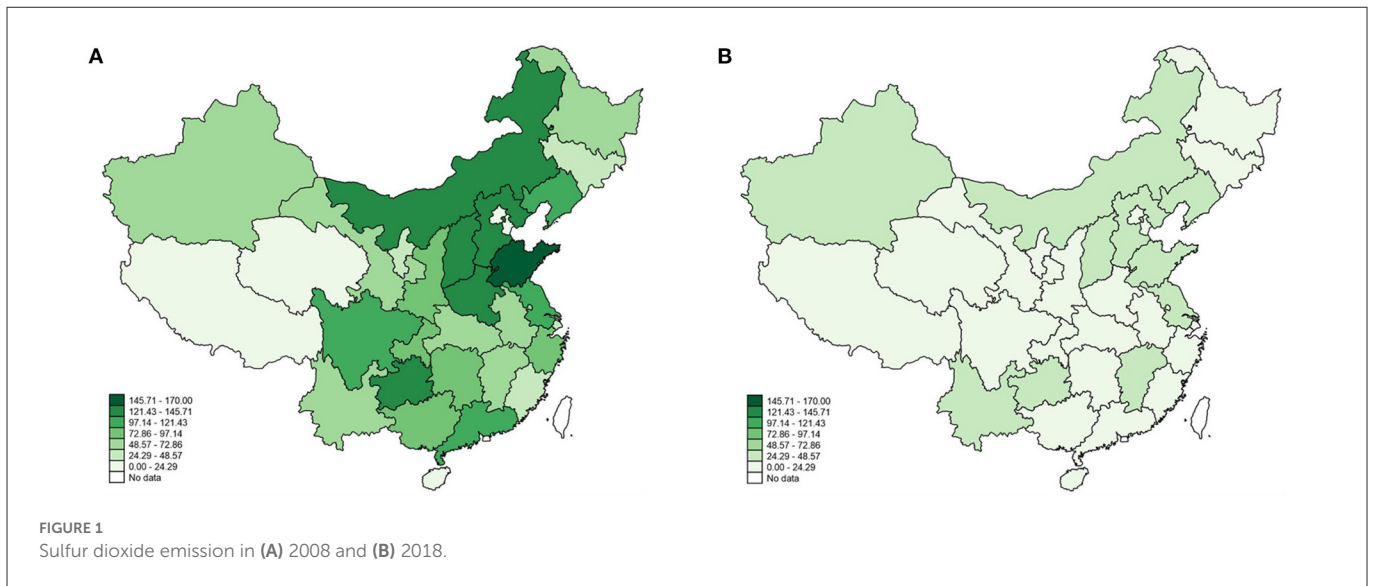 A
B
145.71 - 170.00
121.43 - 145.71
97.14 - 121.43
72.86 - 97.14
48.57 - 72.86
24.29 - 48.57
0.00 - 24.29
No data
145.71 - 170.00
121.43 - 145.71
97.14 - 121.43
72.86 - 97.14
48.57 - 72.86
24.29 - 48.57
0.00 - 24.29
No data
FIGURE 1
Sulfur dioxide emission in (A) 2008 and (B) 2018.